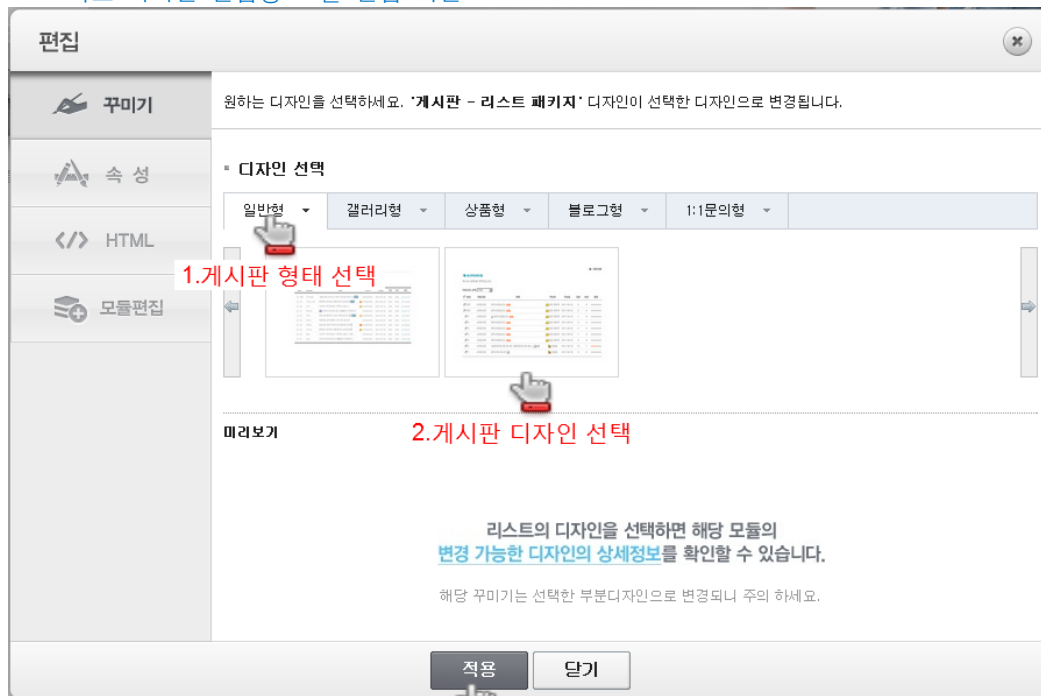 편집
꾸미기
원하는 디자인을 선택하세요. '게시판 - 리스트 패키지' 디자인이 선택한 디자인으로 변경됩니다.
속 성
디자인 선택
일반형 갤러리형 상품형 블로그형 1:1문의형
</> HTML
1.게시판 형태 선택
모듈편집
미리보기
2.게시판 디자인 선택
리스트의 디자인을 선택하면 해당 모듈의
변경 가능한 디자인의 상세정보를 확인할 수 있습니다.
해당 꾸미기는 선택한 부분디자인으로 변경되니 주의 하세요.
적용 닫기